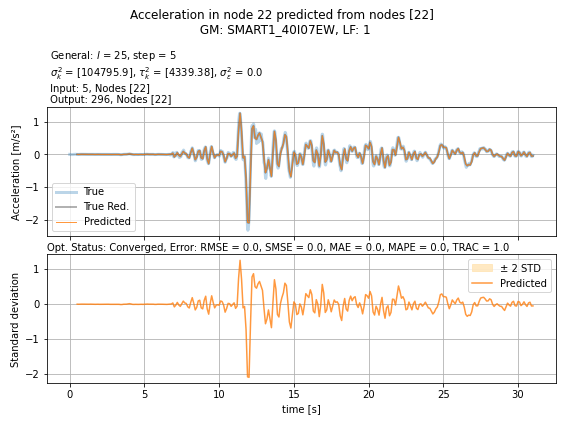 Acceleration in node 22 predicted from nodes [22]
GM: SMART1_40I07EW, LF: 1
General: l = 25, step = 5
σ²ₖ = [104795.9], τ²ₖ = [4339.38], σ²ε = 0.0
Input: 5, Nodes [22]
Output: 296, Nodes [22]
Acceleration [m/s²]
1
0
−1
−2
True
True Red.
Predicted
Opt. Status: Converged, Error: RMSE = 0.0, SMSE = 0.0, MAE = 0.0, MAPE = 0.0, TRAC = 1.0
Standard deviation
1
0
−1
−2
± 2 STD
Predicted
0 5 10 15 20 25 30
time [s]